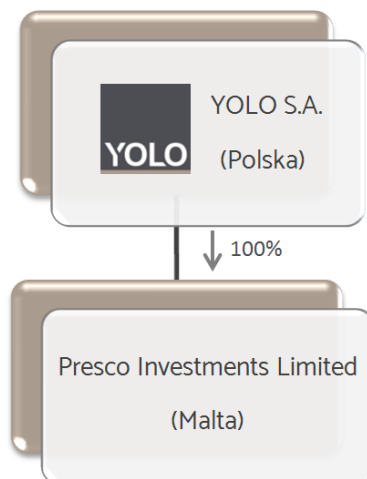 YOLO
YOLO S.A.
(Polska)
100%
Presco Investments Limited
(Malta)